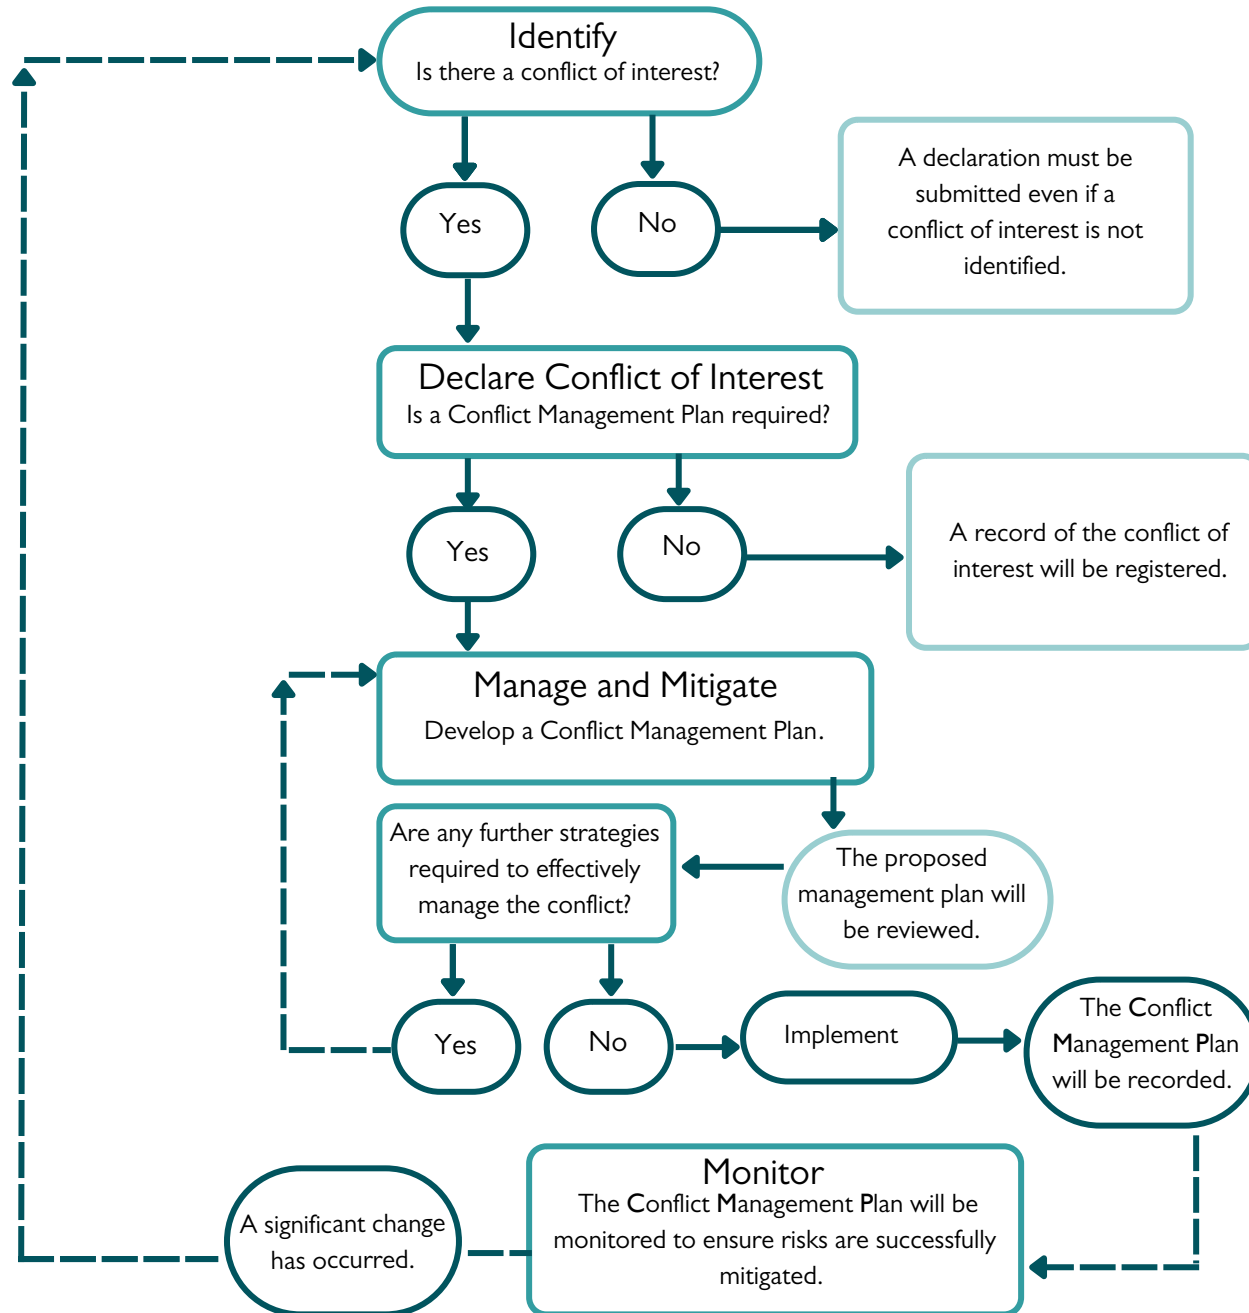 Identify
Is there a conflict of interest?
Yes
No
A declaration must be
submitted even if a
conflict of interest is not
identified.
Declare Conflict of Interest
Is a Conflict Management Plan required?
Yes
No
A record of the conflict of
interest will be registered.
Manage and Mitigate
Develop a Conflict Management Plan.
Are any further strategies
required to effectively
manage the conflict?
The proposed
management plan will
be reviewed.
Yes
No
Implement
The Conflict
Management Plan
will be recorded.
Monitor
The Conflict Management Plan will be
monitored to ensure risks are successfully
mitigated.
A significant change
has occurred.